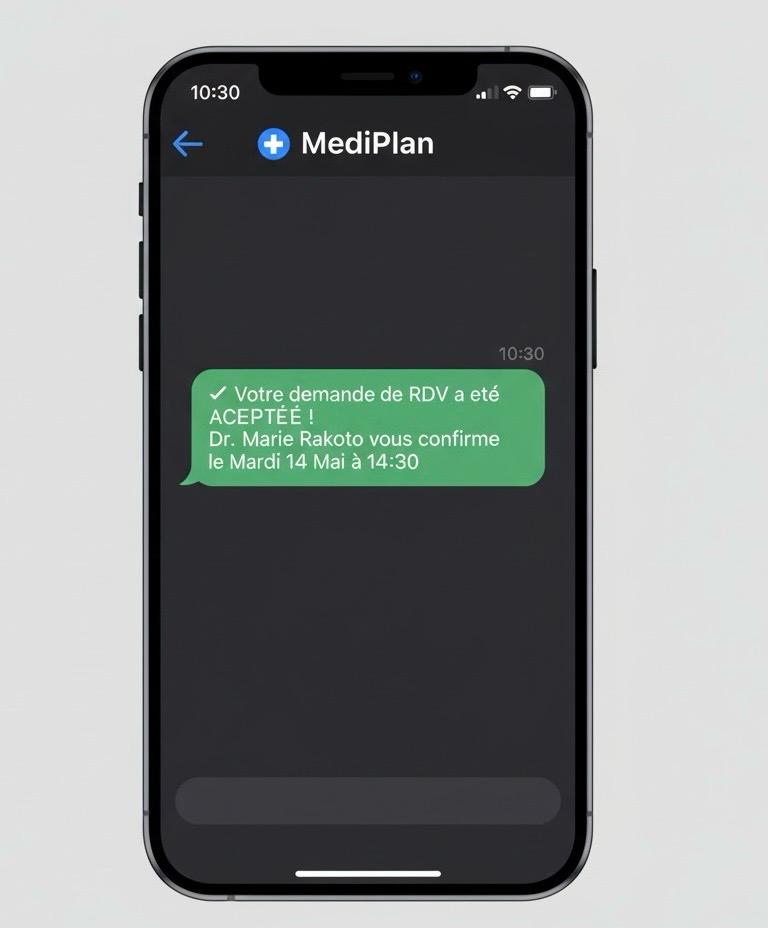 10:30
MediPlan
10:30
✓ Votre demande de RDV a eté
ACEPTÉÉ !
Dr. Marie Rakoto vous confirme
le Mardi 14 Mai à 14:30